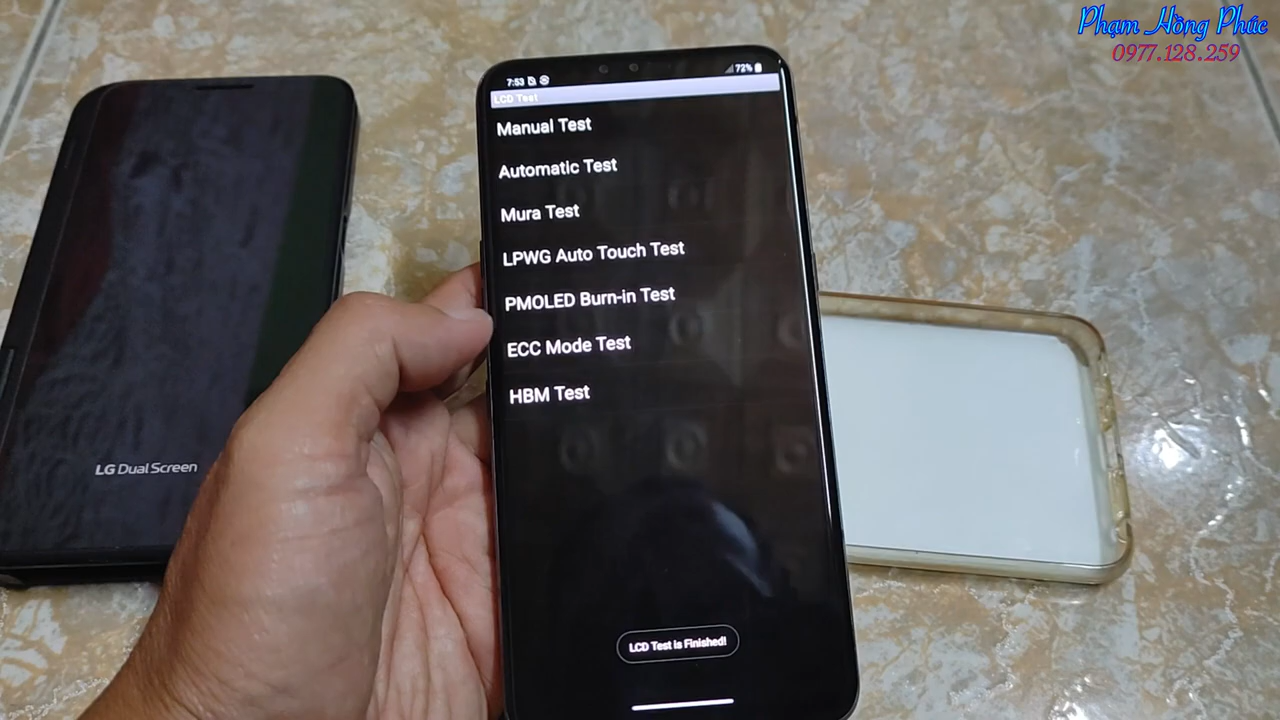 Phạm Hồng Phúc
0977.128.259
7:53
72%
LCD Test
Manual Test
Automatic Test
Mura Test
LPWG Auto Touch Test
PMOLED Burn-in Test
ECC Mode Test
HBM Test
LG Dual Screen
LCD Test is Finished!